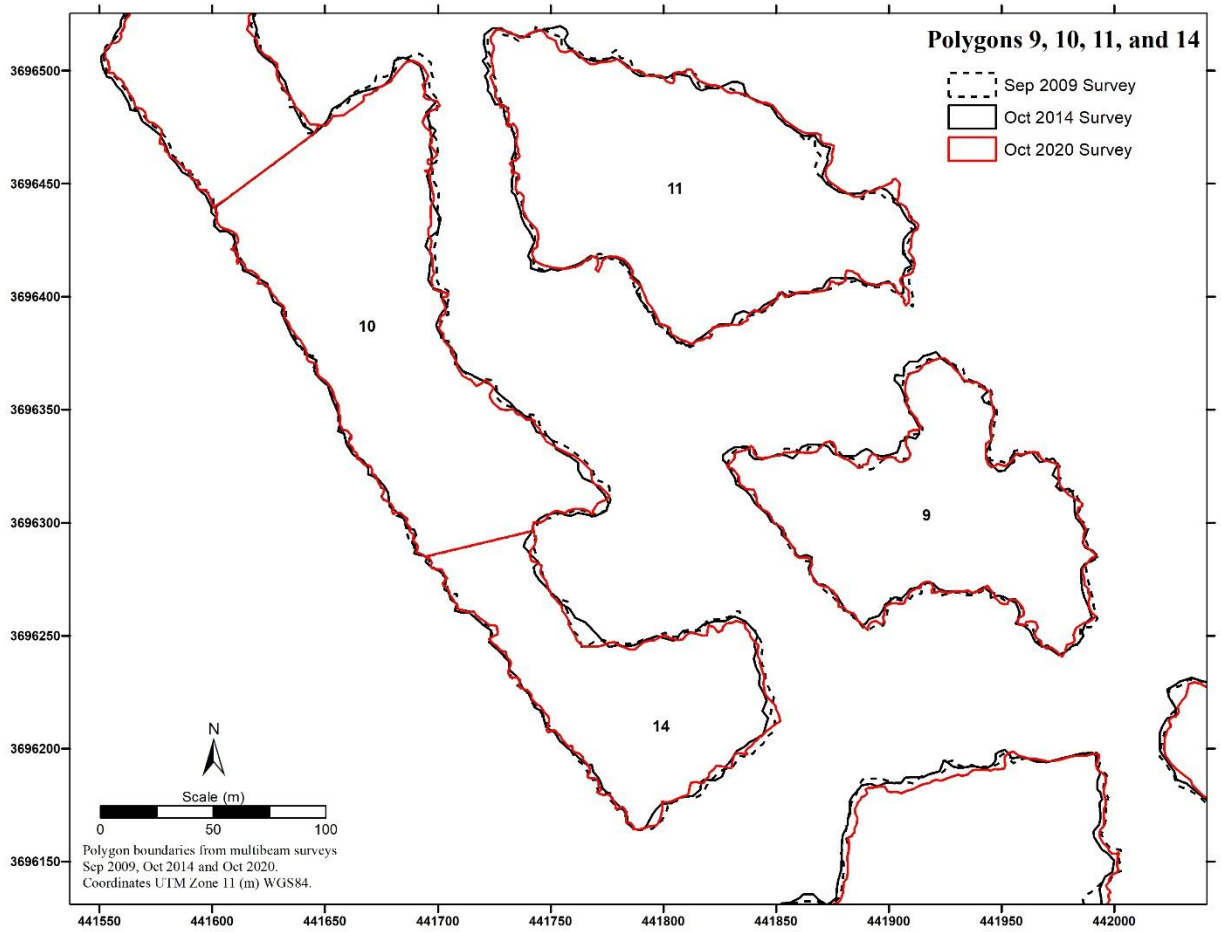 Polygons 9, 10, 11, and 14
Sep 2009 Survey
Oct 2014 Survey
Oct 2020 Survey
3696500
3696450
3696400
3696350
3696300
3696250
3696200
3696150
11
10
9
14
N
Scale (m)
0 50 100
Polygon boundaries from multibeam surveys
Sep 2009, Oct 2014 and Oct 2020.
Coordinates UTM Zone 11 (m) WGS84.
441550 441600 441650 441700 441750 441800 441850 441900 441950 442000